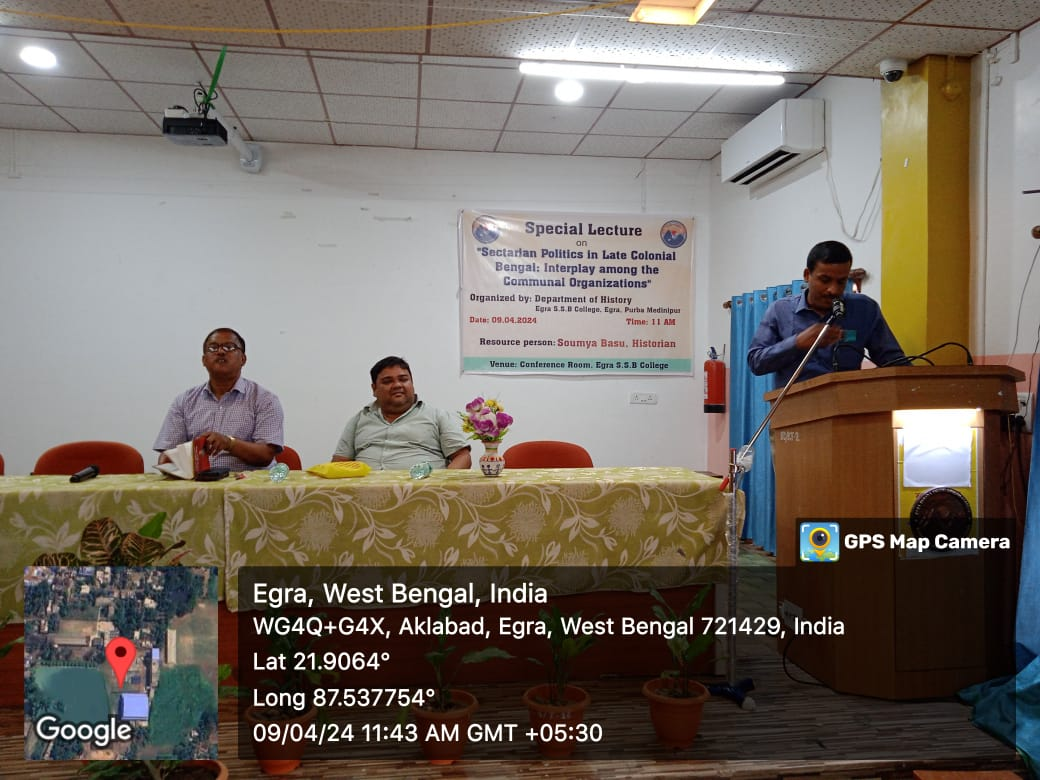 Special Lecture
on
"Sectarian Politics in Late Colonial
Bengal: Interplay among the
Communal Organizations"
Organized by: Department of History
Egra S.S.B College, Egra, Purba Medinipur
Date: 09.04.2024 Time: 11 AM
Resource person: Soumya Basu, Historian
Venue: Conference Room, Egra S.S.B College
GPS Map Camera
Egra, West Bengal, India
WG4Q+G4X, Aklabad, Egra, West Bengal 721429, India
Lat 21.9064°
Long 87.537754°
09/04/24 11:43 AM GMT +05:30
Google